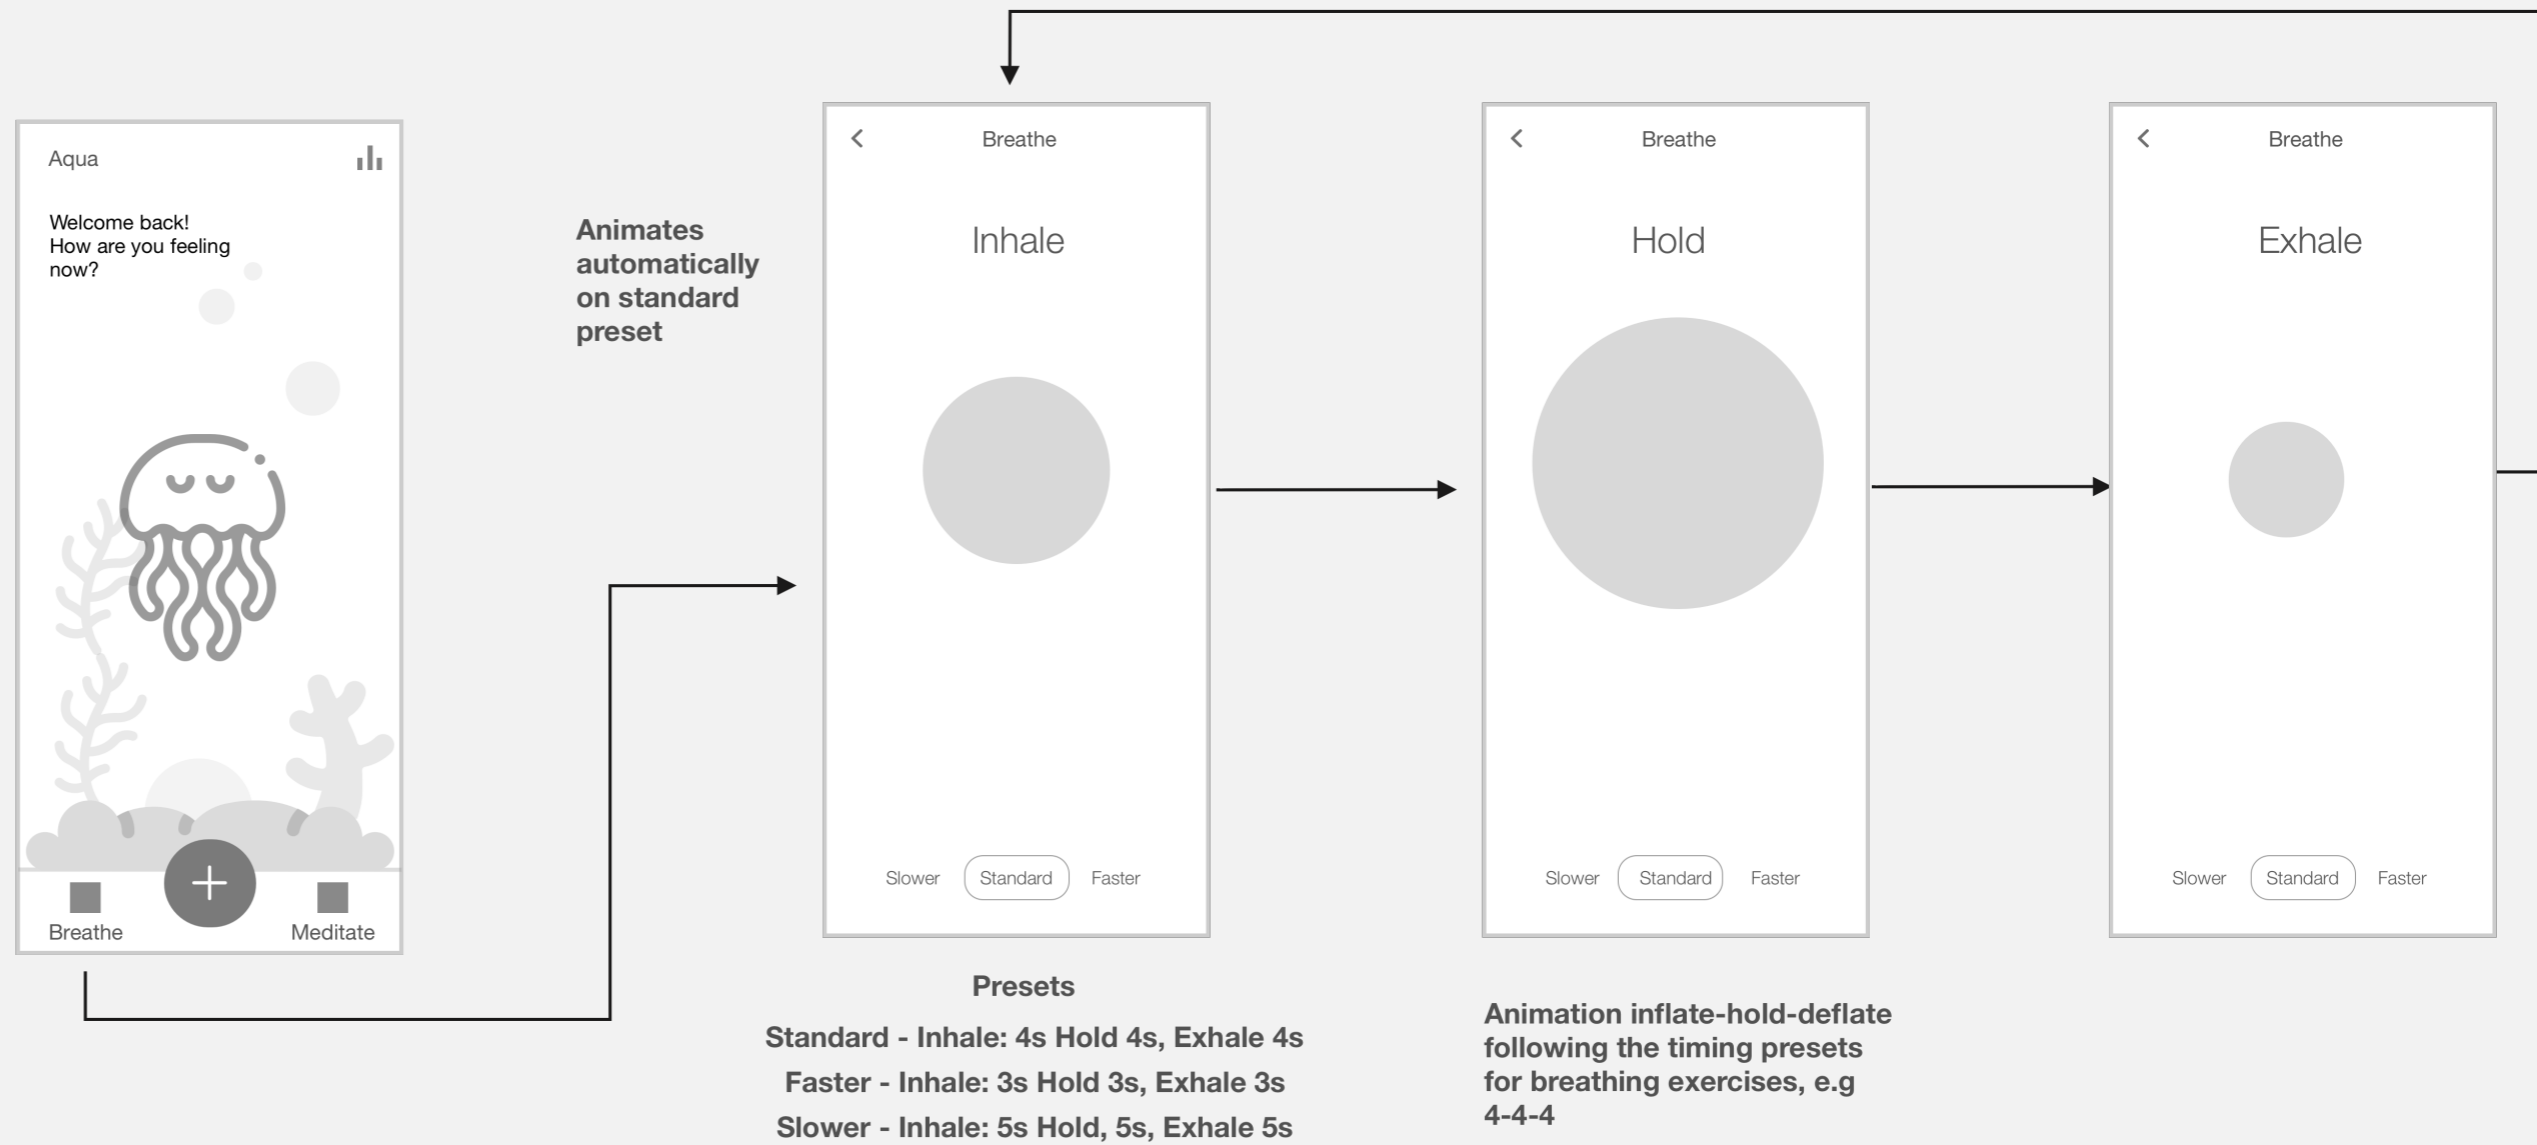 Aqua
Welcome back!
How are you feeling
now?
Breathe
Meditate
Animates
automatically
on standard
preset
Breathe
Inhale
Slower
Standard
Faster
Presets
Standard - Inhale: 4s Hold 4s, Exhale 4s
Faster - Inhale: 3s Hold 3s, Exhale 3s
Slower - Inhale: 5s Hold, 5s, Exhale 5s
Breathe
Hold
Slower
Standard
Faster
Animation inflate-hold-deflate
following the timing presets
for breathing exercises, e.g
4-4-4
Breathe
Exhale
Slower
Standard
Faster